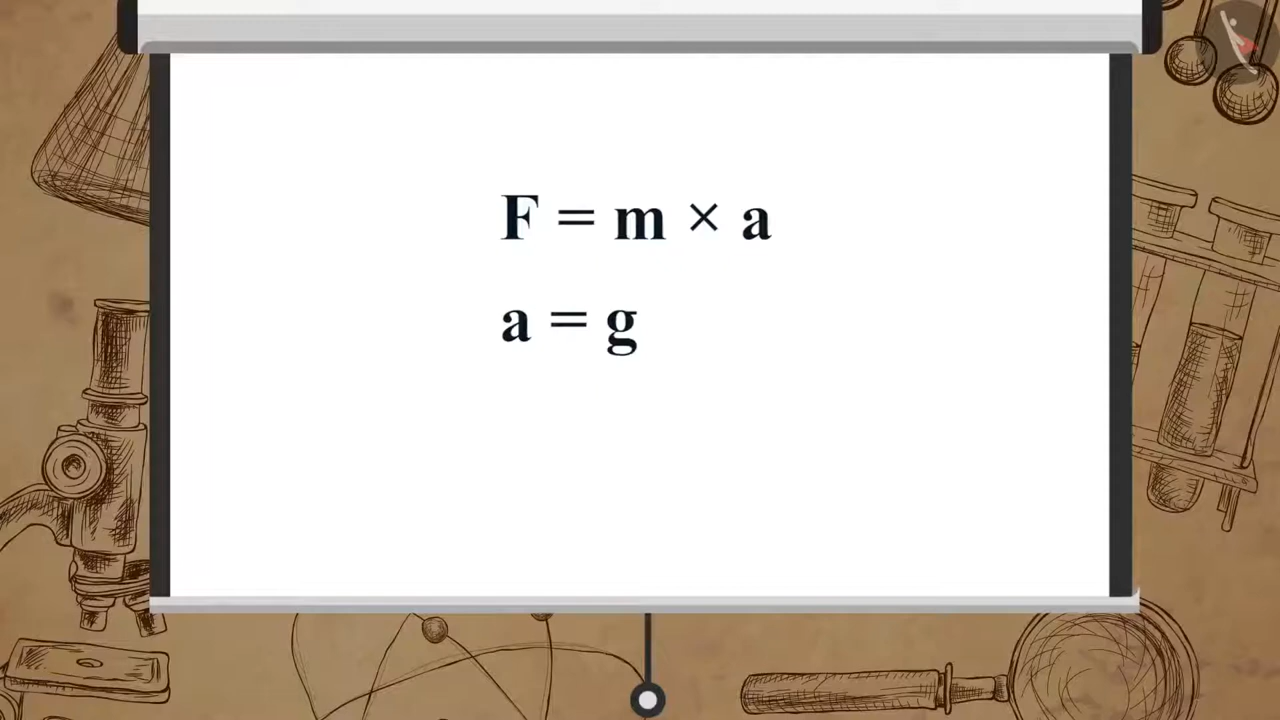 F = m × a
a = g